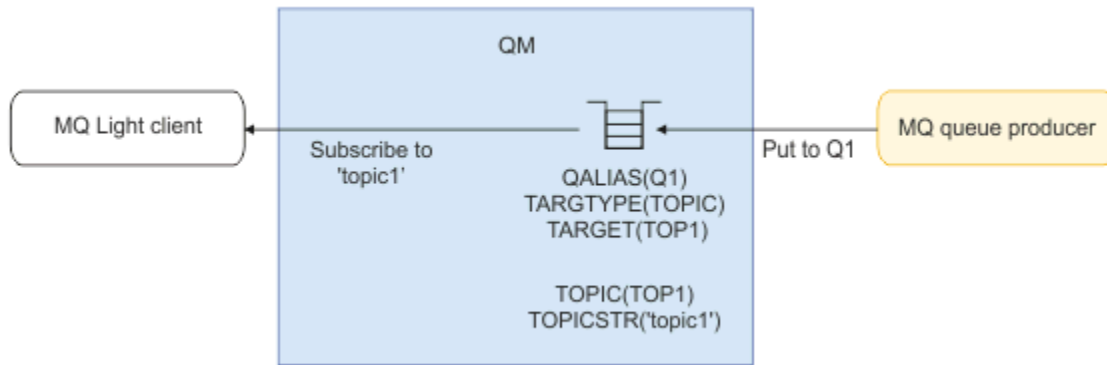 QM
MQ Light client
Subscribe to
'topic1'
Put to Q1
MQ queue producer
QALIAS(Q1)
TARGTYPE(TOPIC)
TARGET(TOP1)
TOPIC(TOP1)
TOPICSTR('topic1')